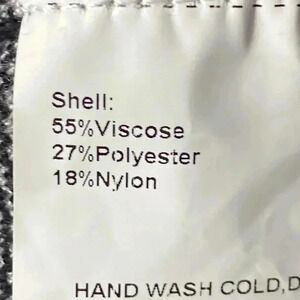 Shell:
55%Viscose
27%Polyester
18%Nylon
HAND WASH COLD,D